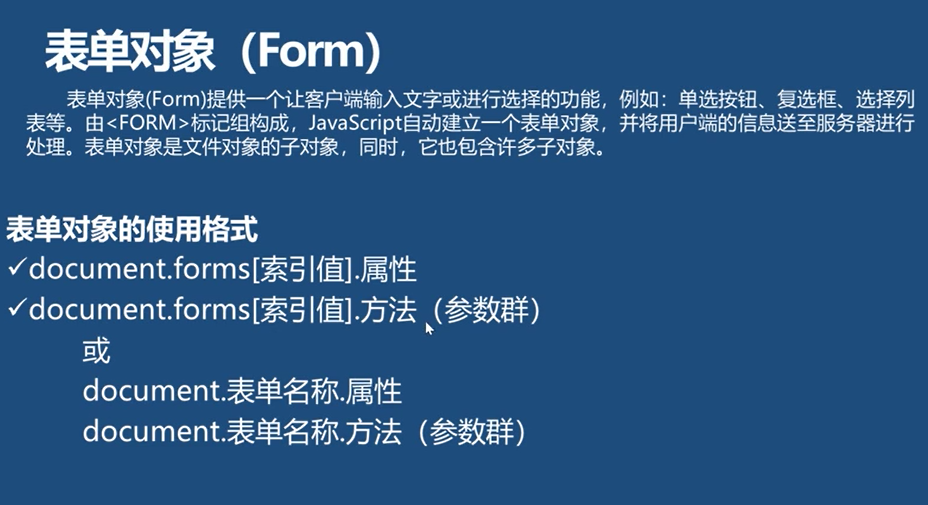 表单对象（Form）
表单对象(Form)提供一个让客户端输入文字或进行选择的功能，例如：单选按钮、复选框、选择列
表等。由<FORM>标记组构成，JavaScript自动建立一个表单对象，并将用户端的信息送至服务器进行
处理。表单对象是文件对象的子对象，同时，它也包含许多子对象。
表单对象的使用格式
✓document.forms[索引值].属性
✓document.forms[索引值].方法（参数群）
或
document.表单名称.属性
document.表单名称.方法（参数群）